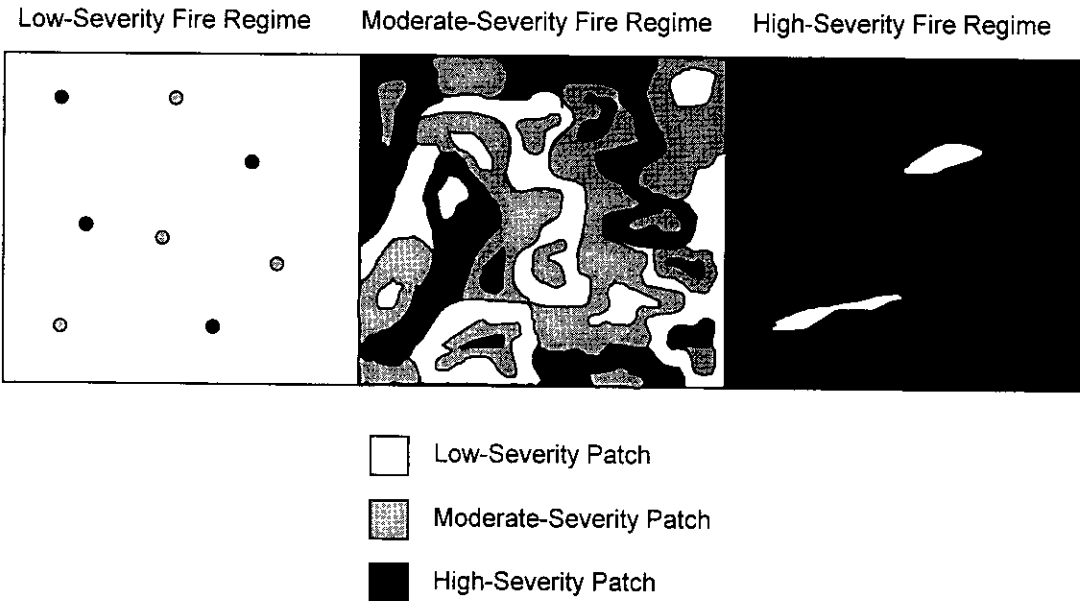 Low-Severity Fire Regime
Moderate-Severity Fire Regime
High-Severity Fire Regime
Low-Severity Patch
Moderate-Severity Patch
High-Severity Patch